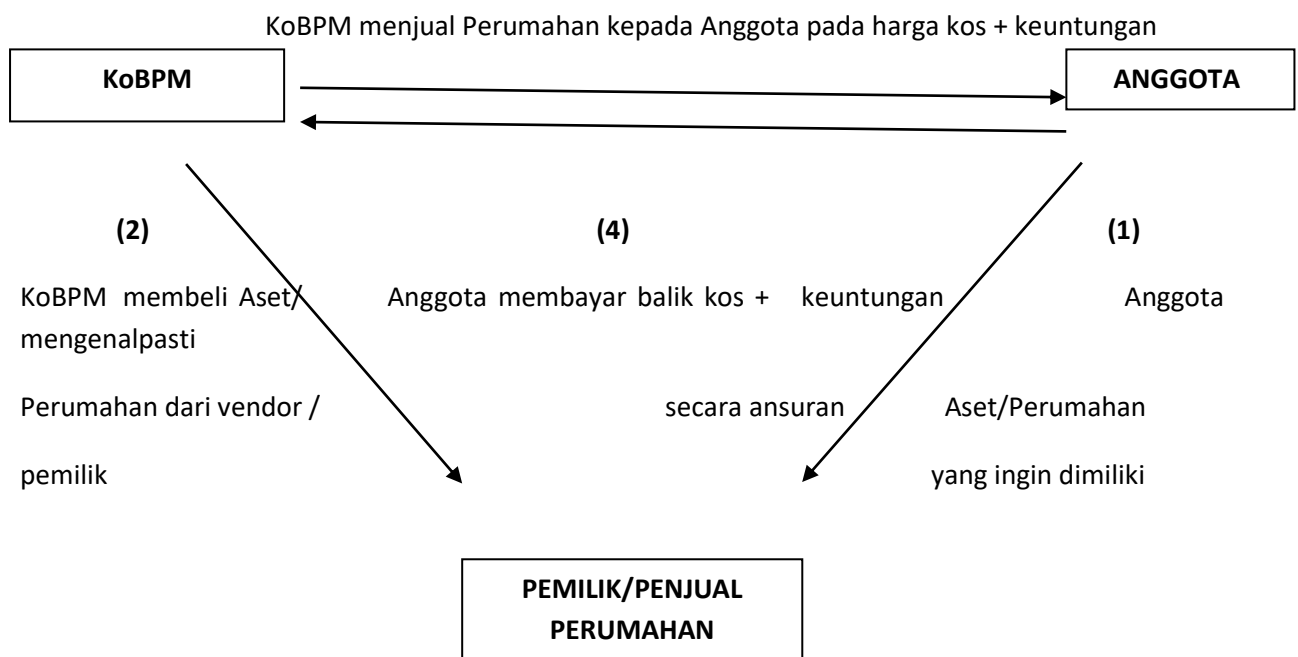 KoBPM menjual Perumahan kepada Anggota pada harga kos + keuntungan
KoBPM
ANGGOTA
(2)
(4)
(1)
KoBPM membeli Aset/ Anggota membayar balik kos + keuntungan Anggota
mengenalpasti
Perumahan dari vendor / secara ansuran Aset/Perumahan
pemilik yang ingin dimiliki
PEMILIK/PENJUAL
PERUMAHAN